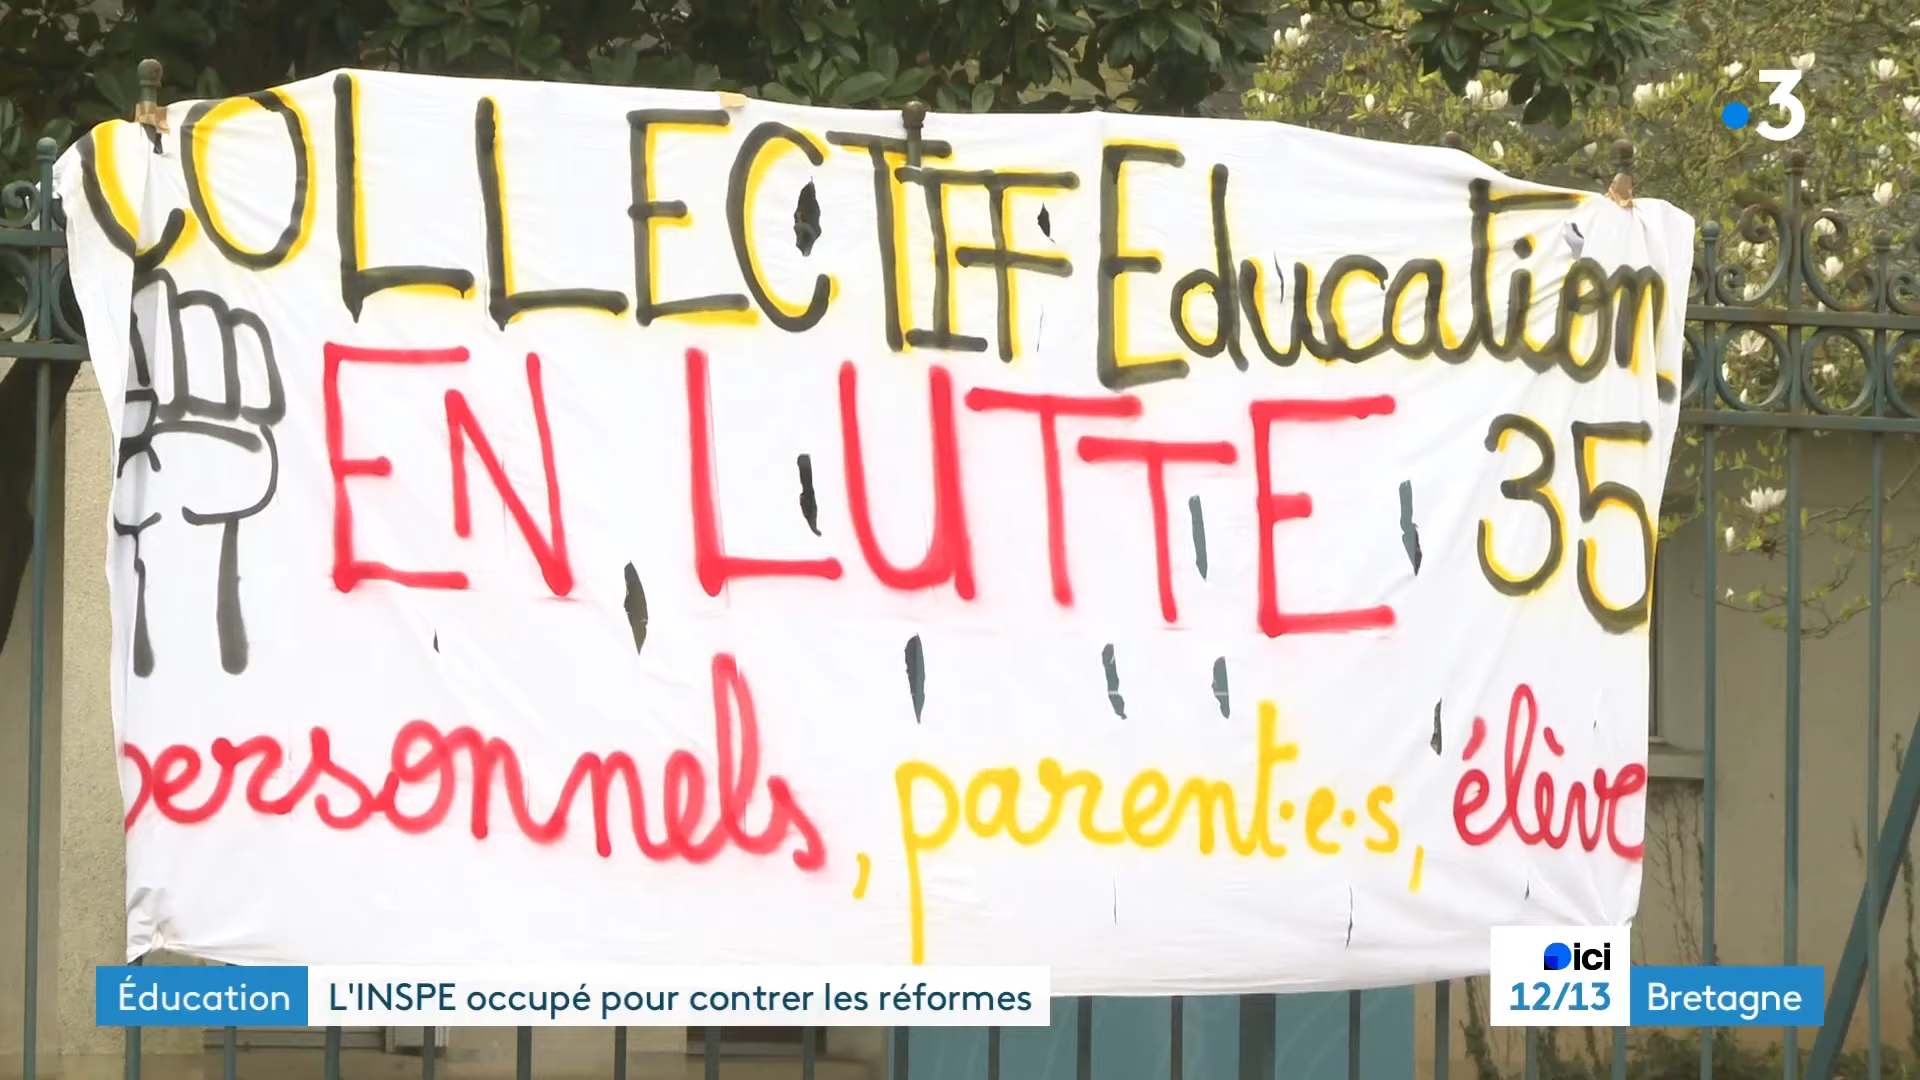 3
COLLECTIF Education
EN LUTTE 35
personnels, parent·e·s, élève
Éducation L'INSPE occupé pour contrer les réformes
ici
12/13 Bretagne